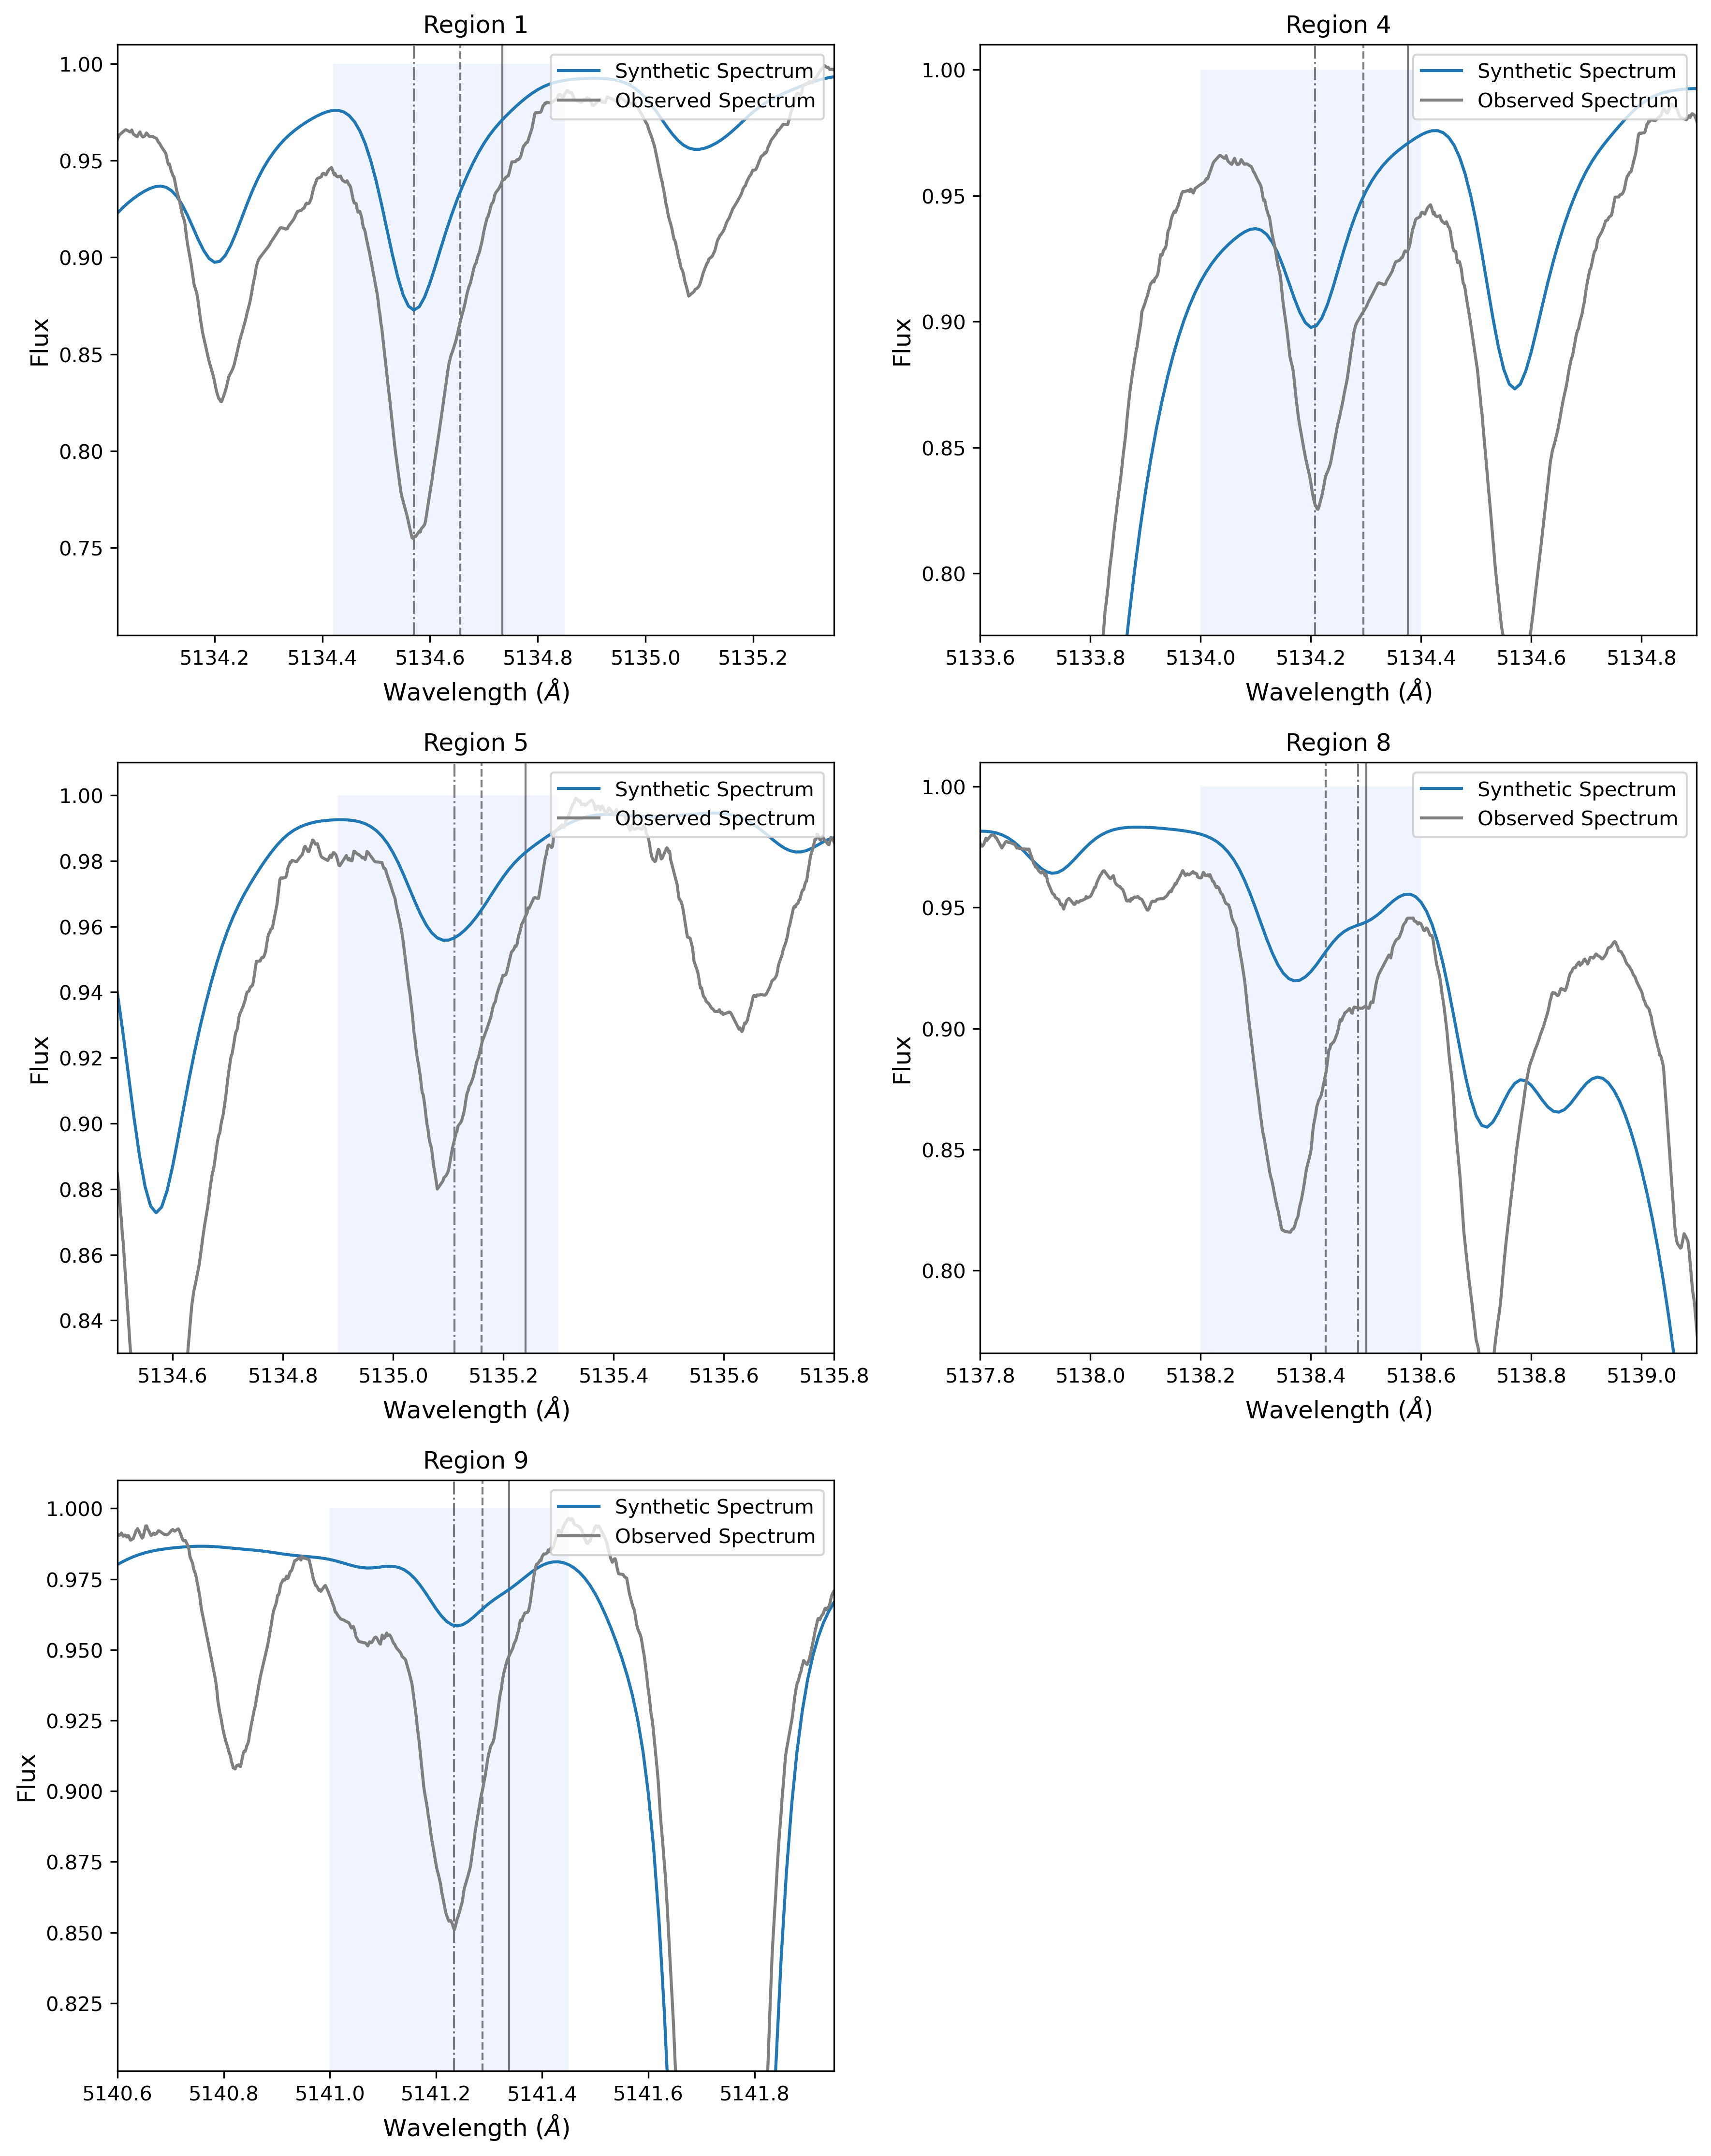 Region 1
Synthetic Spectrum
Observed Spectrum
1.00
0.95
0.90
0.85
0.80
0.75
Flux
5134.2 5134.4 5134.6 5134.8 5135.0 5135.2
Wavelength (Å)
Region 4
Synthetic Spectrum
Observed Spectrum
1.00
0.95
0.90
0.85
0.80
Flux
5133.6 5133.8 5134.0 5134.2 5134.4 5134.6 5134.8
Wavelength (Å)
Region 5
Synthetic Spectrum
Observed Spectrum
1.00
0.98
0.96
0.94
0.92
0.90
0.88
0.86
0.84
Flux
5134.6 5134.8 5135.0 5135.2 5135.4 5135.6 5135.8
Wavelength (Å)
Region 8
Synthetic Spectrum
Observed Spectrum
1.00
0.95
0.90
0.85
0.80
Flux
5137.8 5138.0 5138.2 5138.4 5138.6 5138.8 5139.0
Wavelength (Å)
Region 9
Synthetic Spectrum
Observed Spectrum
1.000
0.975
0.950
0.925
0.900
0.875
0.850
0.825
Flux
5140.6 5140.8 5141.0 5141.2 5141.4 5141.6 5141.8
Wavelength (Å)